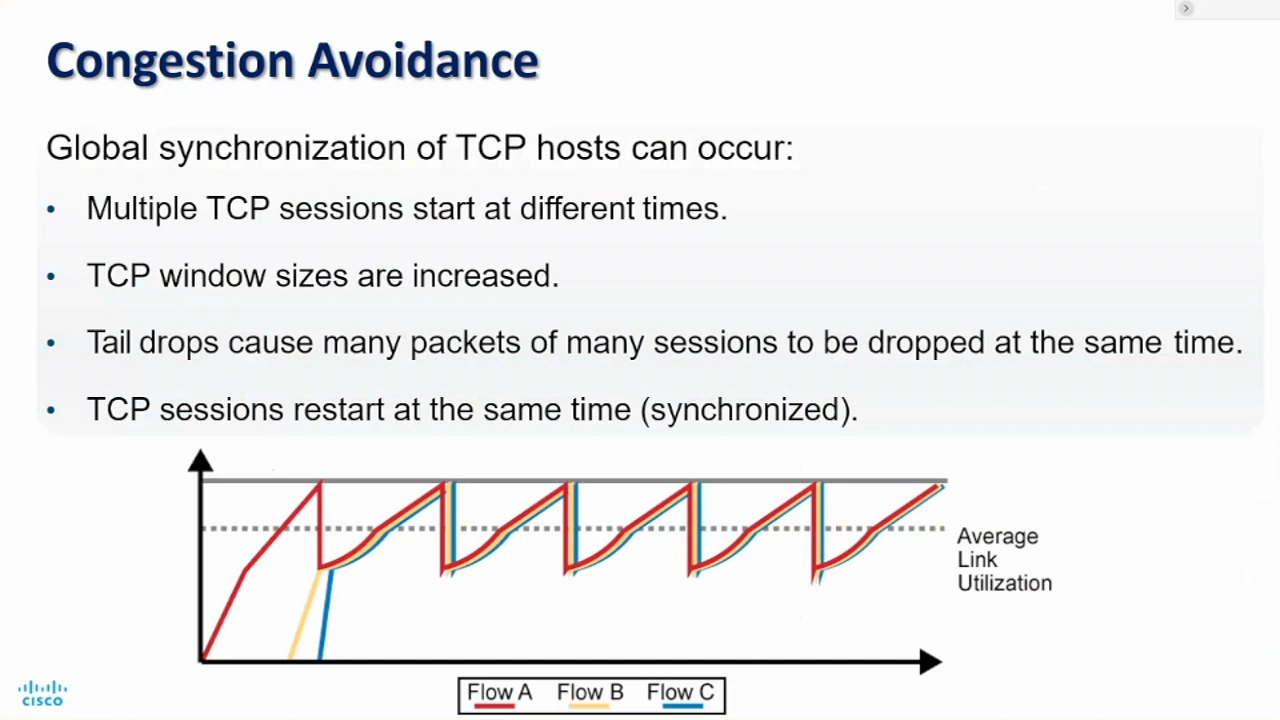 Congestion Avoidance
Global synchronization of TCP hosts can occur:
• Multiple TCP sessions start at different times.
• TCP window sizes are increased.
• Tail drops cause many packets of many sessions to be dropped at the same time.
• TCP sessions restart at the same time (synchronized).
Average
Link
Utilization
Flow A Flow B Flow C
CISCO